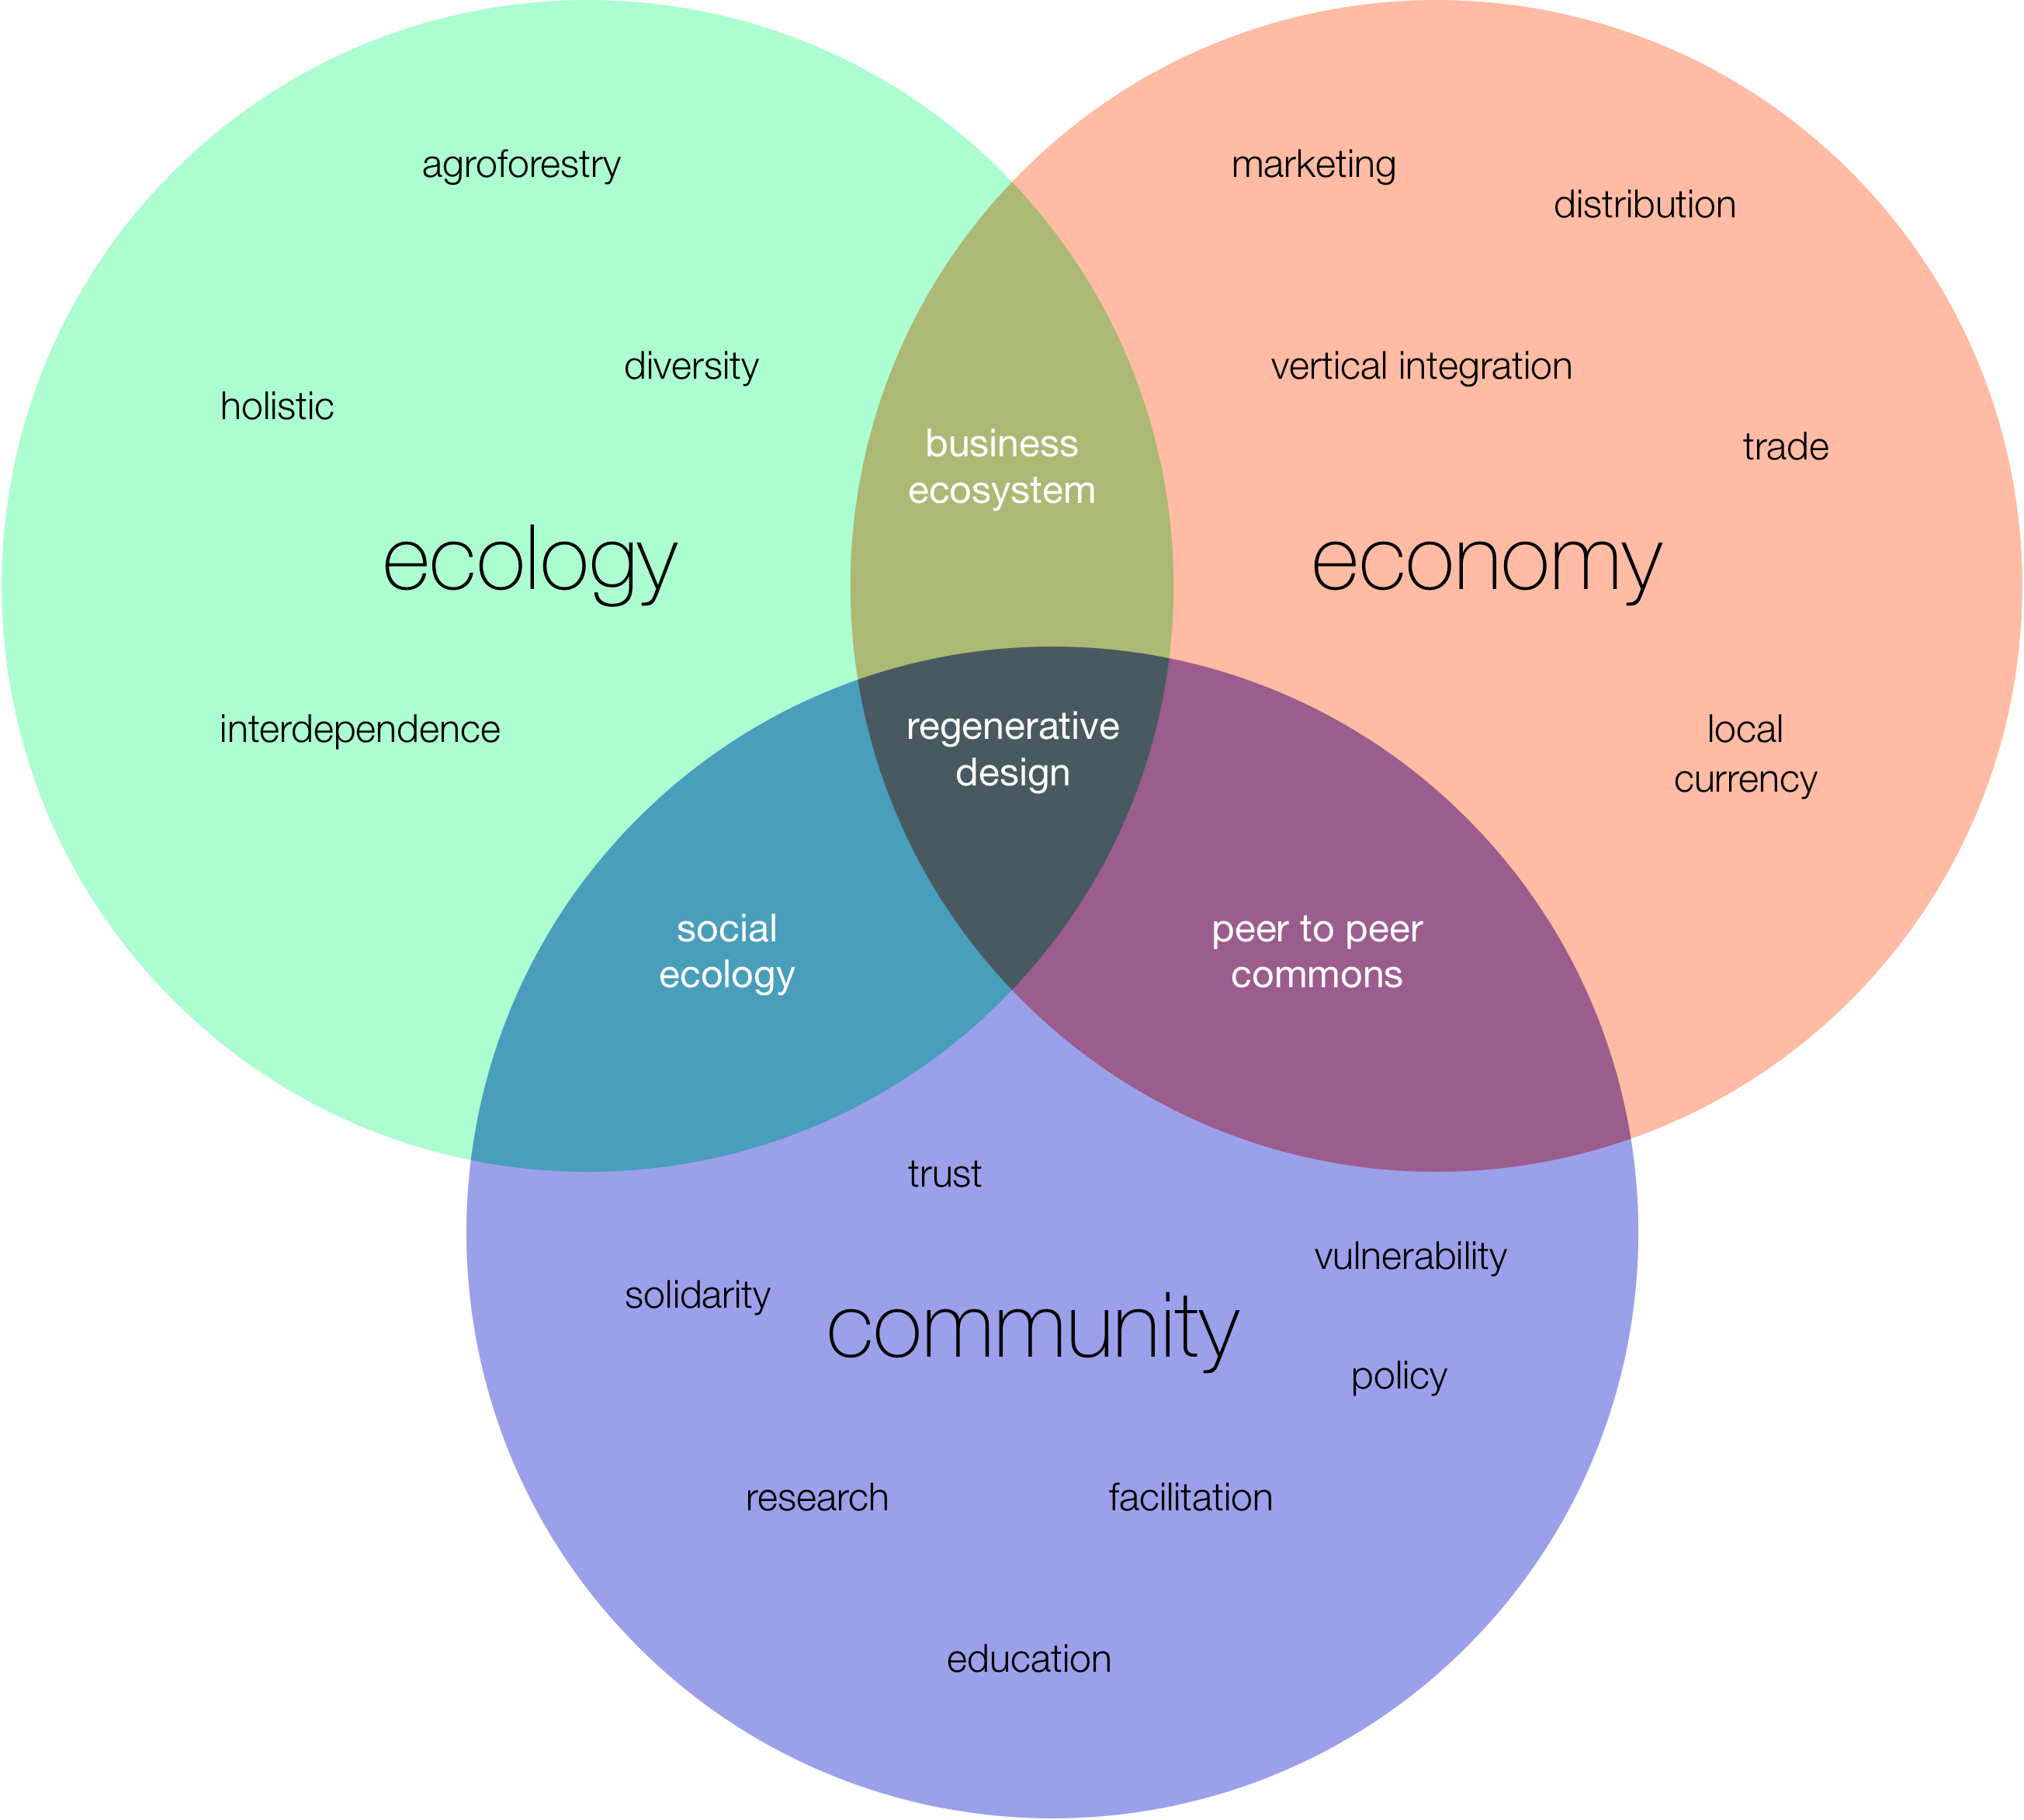 agroforestry
marketing
distribution
diversity
vertical integration
holistic
trade
business
ecosystem
ecology
economy
interdependence
regenerative
design
local
currency
social
ecology
peer to peer
commons
trust
vulnerability
solidarity
community
policy
research
facilitation
education